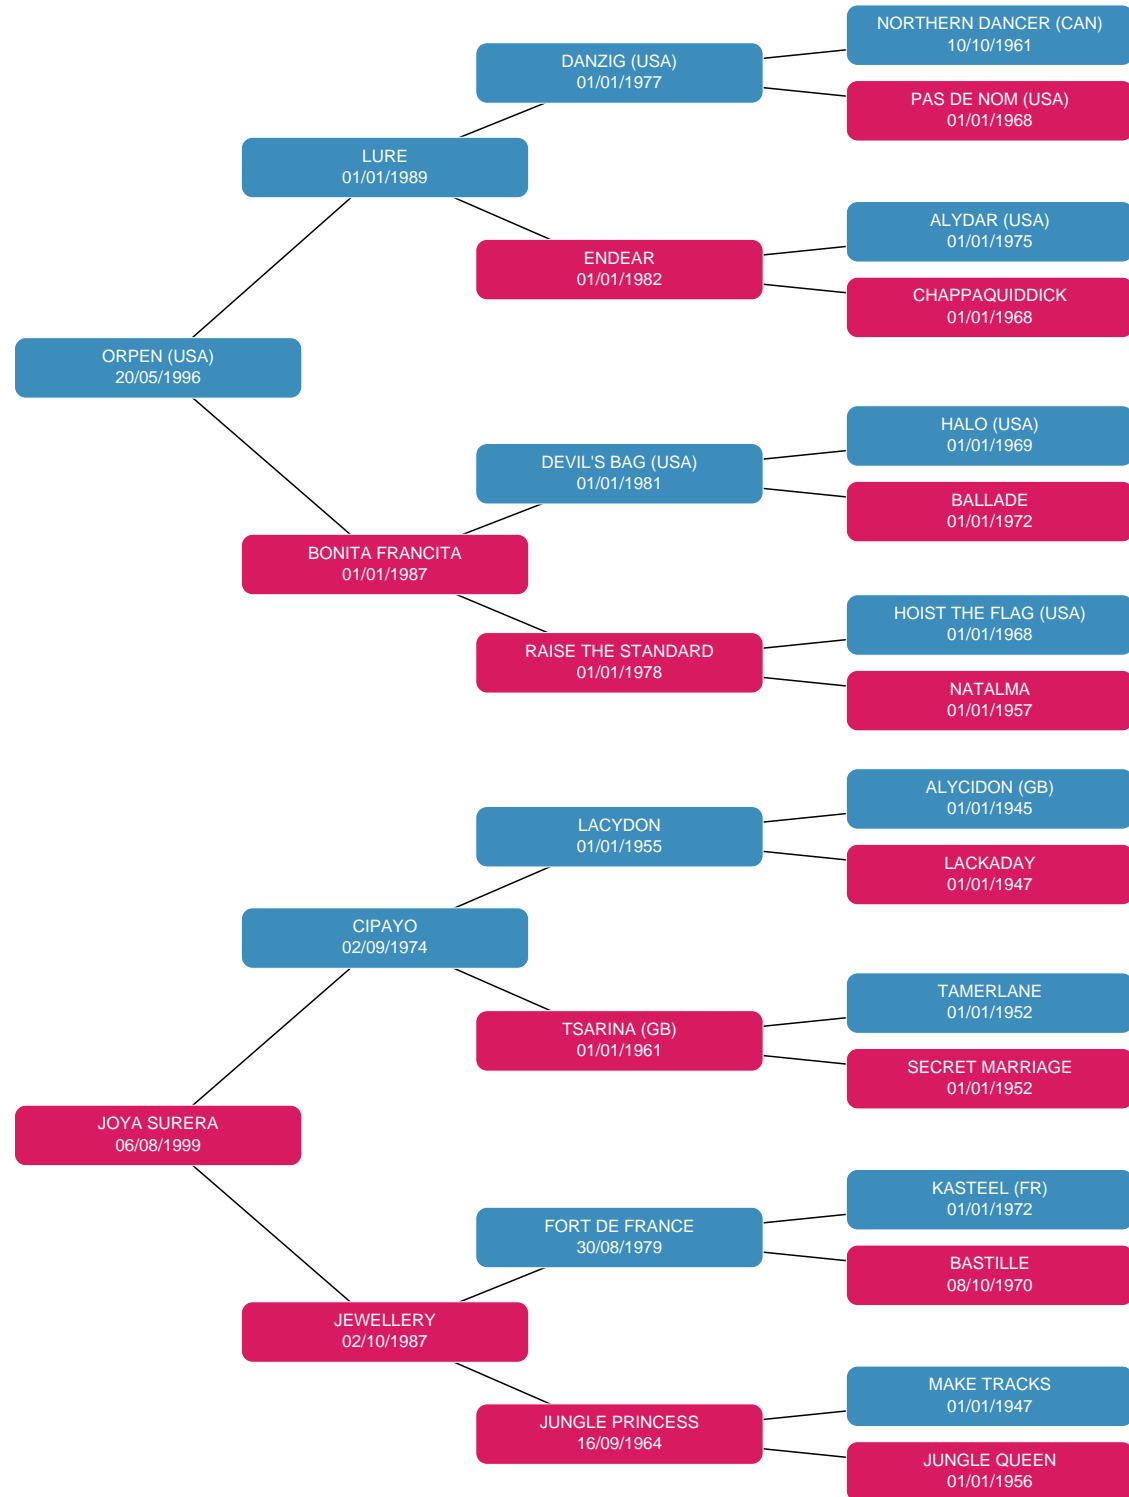 NORTHERN DANCER (CAN)
10/10/1961
DANZIG (USA)
01/01/1977
PAS DE NOM (USA)
01/01/1968
LURE
01/01/1989
ALYDAR (USA)
01/01/1975
ENDEAR
01/01/1982
CHAPPAQUIDDICK
01/01/1968
ORPEN (USA)
20/05/1996
HALO (USA)
01/01/1969
DEVIL'S BAG (USA)
01/01/1981
BALLADE
01/01/1972
BONITA FRANCITA
01/01/1987
HOIST THE FLAG (USA)
01/01/1968
RAISE THE STANDARD
01/01/1978
NATALMA
01/01/1957
ALYCIDON (GB)
01/01/1945
LACYDON
01/01/1955
LACKADAY
01/01/1947
CIPAYO
02/09/1974
TAMERLANE
01/01/1952
TSARINA (GB)
01/01/1961
SECRET MARRIAGE
01/01/1952
JOYA SURERA
06/08/1999
KASTEEL (FR)
01/01/1972
FORT DE FRANCE
30/08/1979
BASTILLE
08/10/1970
JEWELLERY
02/10/1987
MAKE TRACKS
01/01/1947
JUNGLE PRINCESS
16/09/1964
JUNGLE QUEEN
01/01/1956